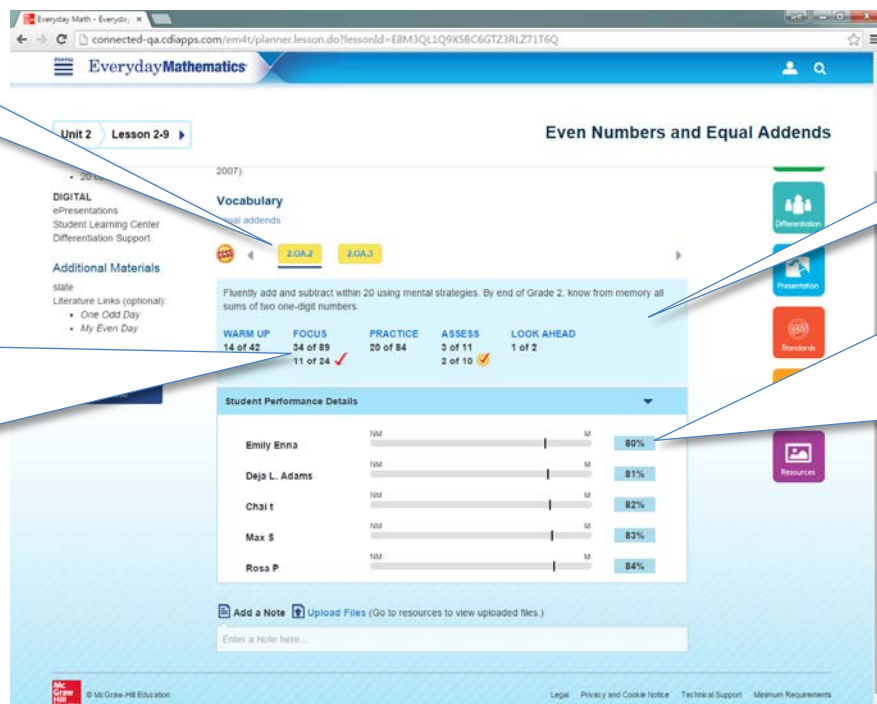 Everyday Math - Everyday
connected-qa.cdiapps.com/em4t/planner.lesson.do?lessonId=E8M3QL1Q9X5BC6GTZ3RLZ71T6Q
menu
EverydayMathematics
Unit 2 Lesson 2-9
Even Numbers and Equal Addends
2007)
DIGITAL
ePresentations
Student Learning Center
Differentiation Support
Additional Materials
slate
Literature Links (optional):
• One Odd Day
• My Even Day
Vocabulary
equal addends
2.OA.2 2.OA.3
Fluently add and subtract within 20 using mental strategies. By end of Grade 2, know from memory all
sums of two one-digit numbers.
WARM UP FOCUS PRACTICE ASSESS LOOK AHEAD
14 of 42 34 of 89 20 of 84 3 of 11 1 of 2
11 of 24 2 of 10
Student Performance Details
NM M
Emily Enna 80%
NM M
Deja L. Adams 81%
NM M
Chai t 82%
NM M
Max S 83%
NM M
Rosa P 84%
Differentiation
Presentation
Standards
Resources
Add a Note Upload Files (Go to resources to view uploaded files.)
Enter a Note here...
Mc
Graw
Hill
© McGraw-Hill Education
Legal Privacy and Cookie Notice Technical Support Minimum Requirements